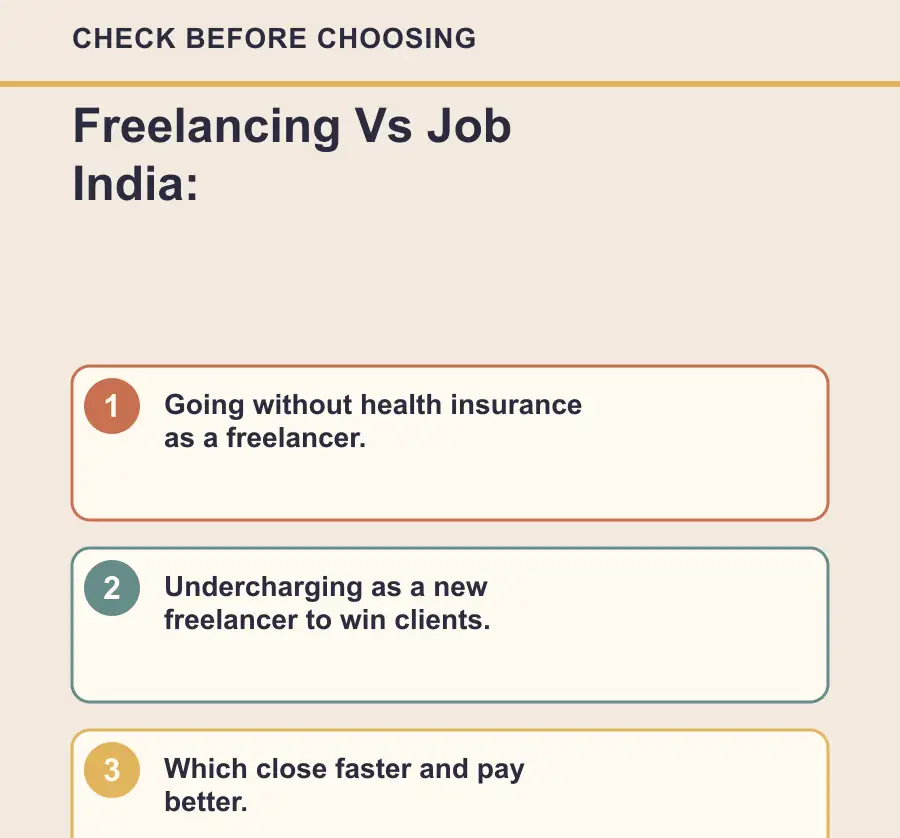 CHECK BEFORE CHOOSING
Freelancing Vs Job
India:
1
Going without health insurance
as a freelancer.
2
Undercharging as a new
freelancer to win clients.
3
Which close faster and pay
better.